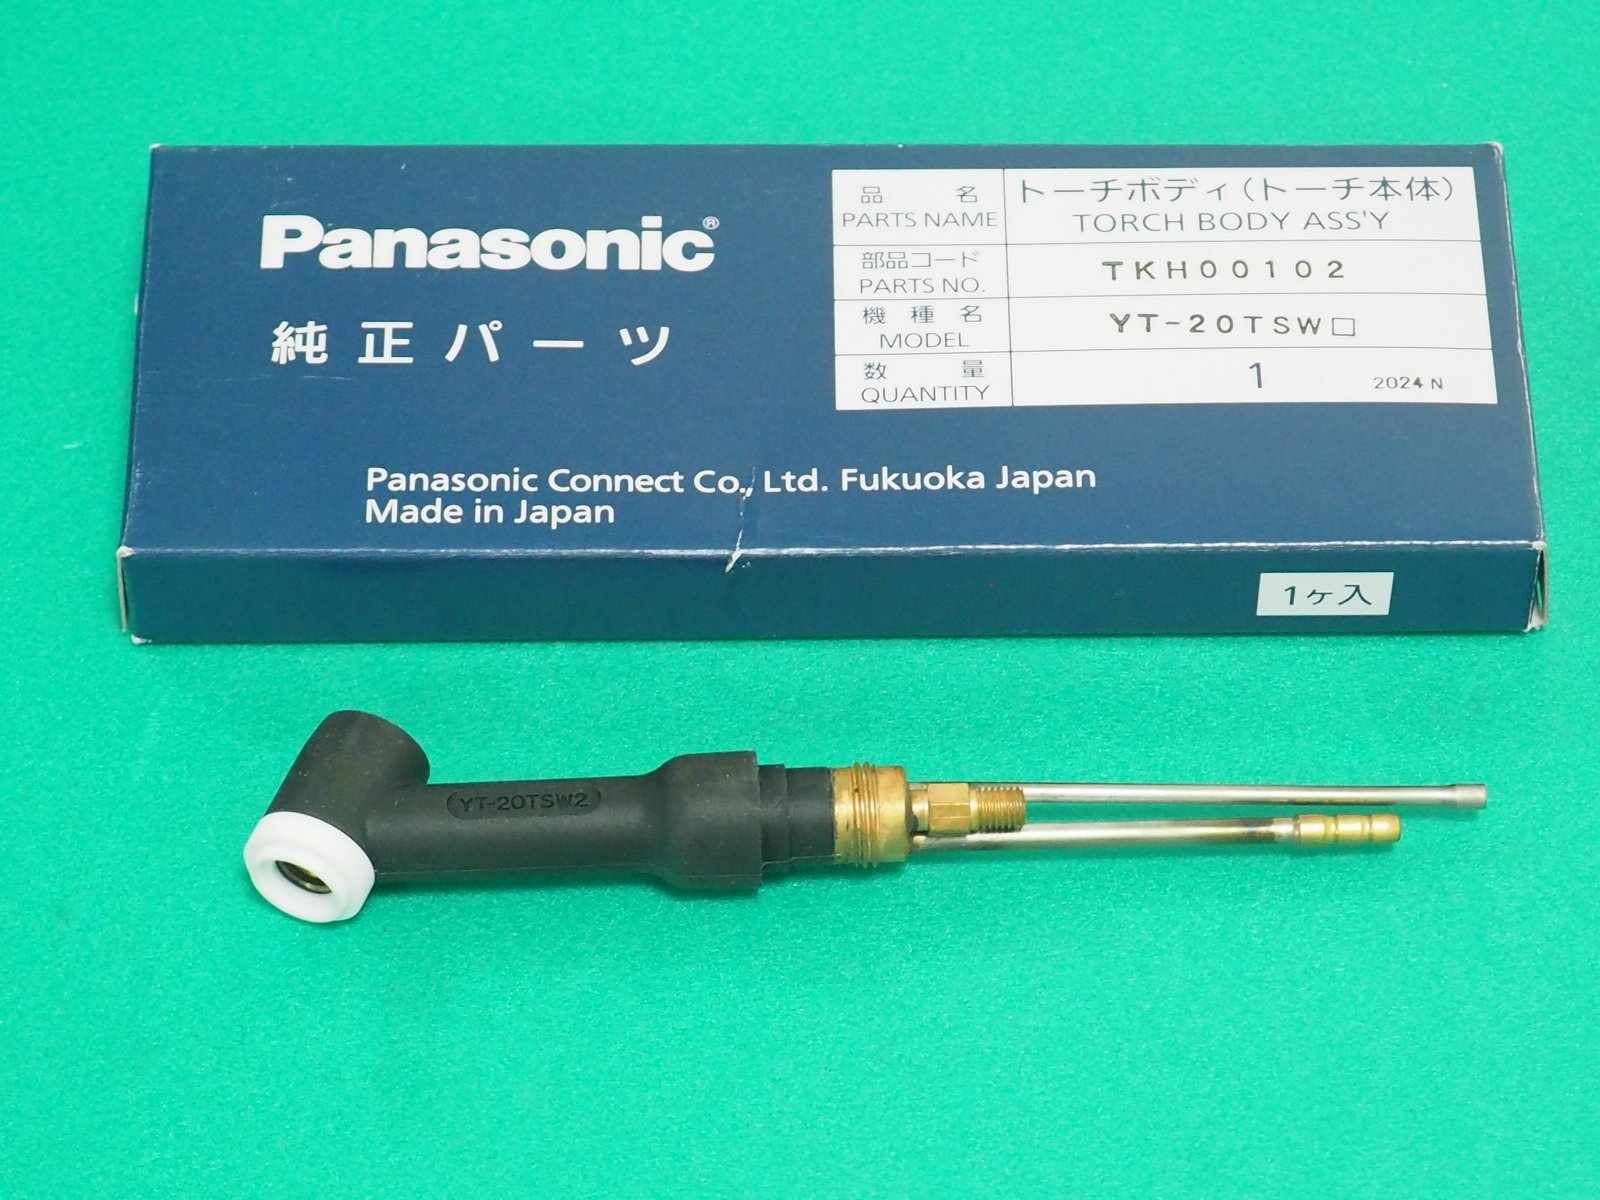 Panasonic®
純正パーツ
品名 トーチボディ(トーチ本体)
PARTS NAME TORCH BODY ASS'Y
部品コード
PARTS NO. TKH00102
機種名
MODEL YT-20TSW□
数量
QUANTITY 1 2024 N
Panasonic Connect Co., Ltd. Fukuoka Japan
Made in Japan
1ヶ入
YT-20TSW2